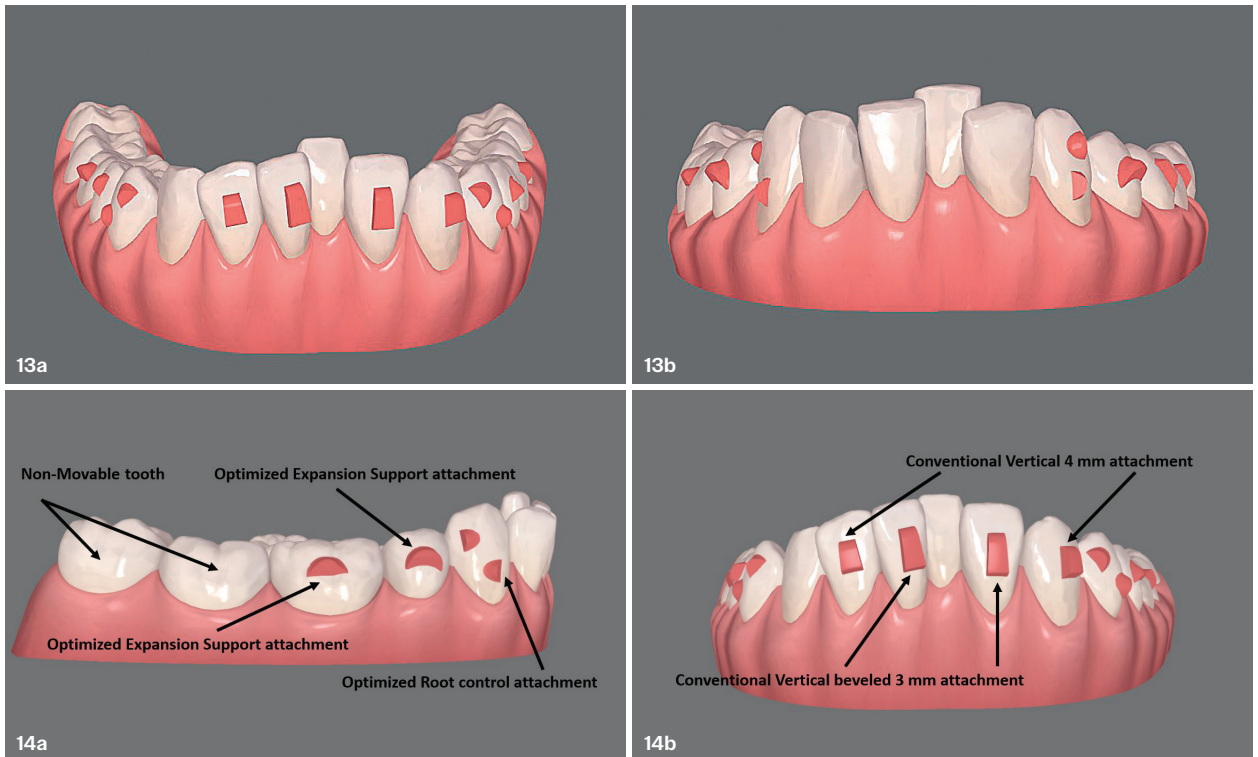 13a
13b
Non-Movable tooth
Optimized Expansion Support attachment
Optimized Expansion Support attachment
Optimized Root control attachment
14a
Conventional Vertical 4 mm attachment
Conventional Vertical beveled 3 mm attachment
14b